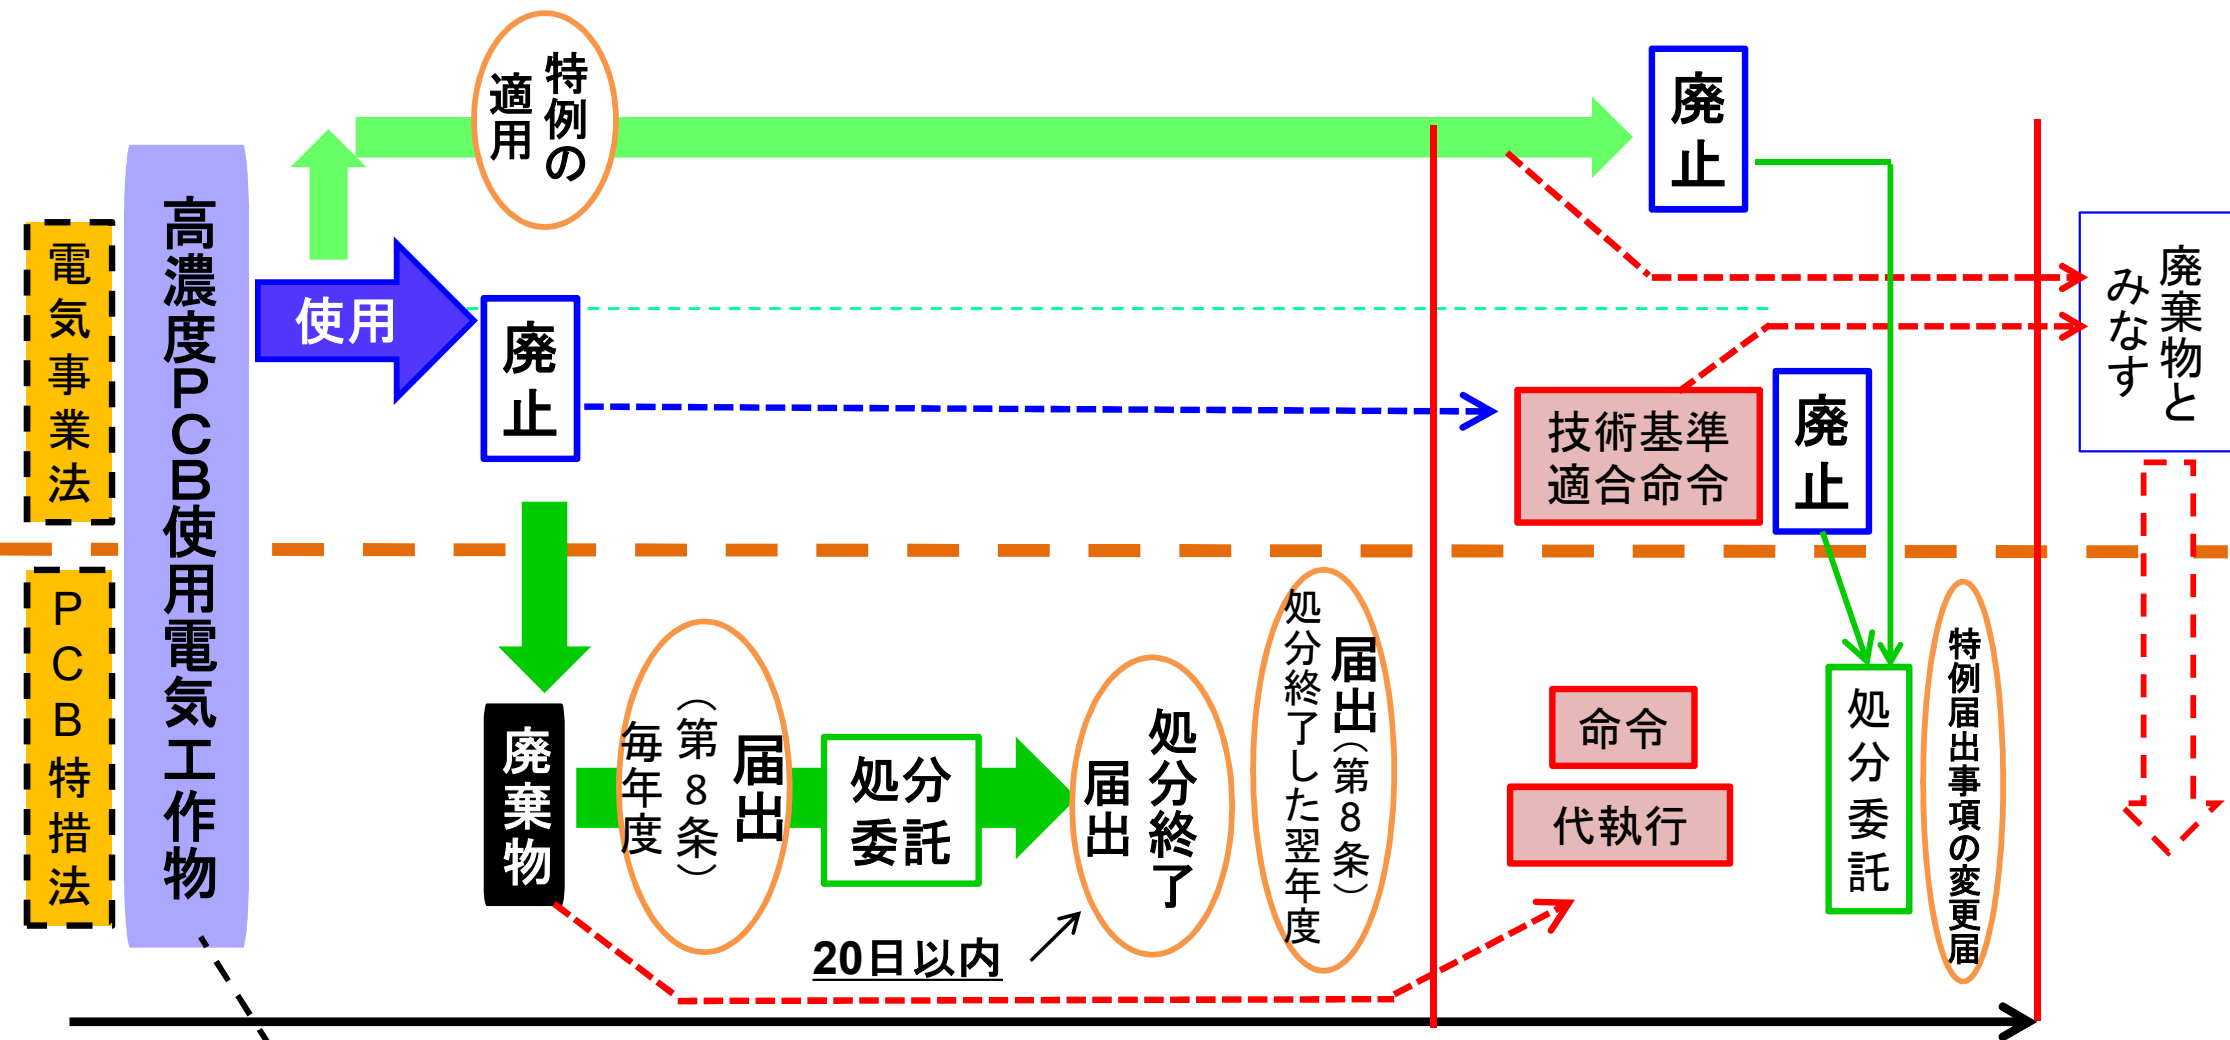 電気事業法
PCB特措法
高濃度PCB使用電気工作物
特例の
適用
使用
廃止
廃止
廃棄物と
みなす
技術基準
適合命令
廃止
廃棄物
届出
（第8条）
毎年度
処分
委託
処分終了
届出
20日以内
届出（第8条）
処分終了した翌年度
命令
代執行
処分委託
特例届出事項の変更届